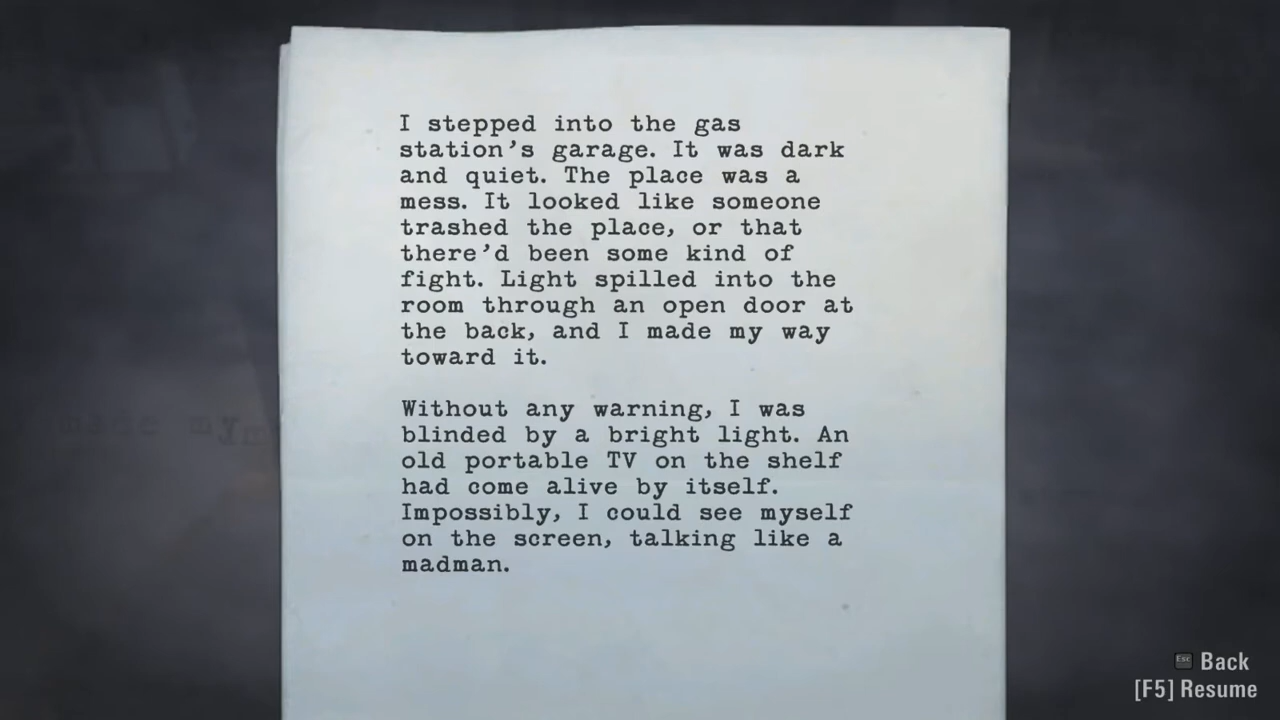 I stepped into the gas
station’s garage. It was dark
and quiet. The place was a
mess. It looked like someone
trashed the place, or that
there’d been some kind of
fight. Light spilled into the
room through an open door at
the back, and I made my way
toward it.
Without any warning, I was
blinded by a bright light. An
old portable TV on the shelf
had come alive by itself.
Impossibly, I could see myself
on the screen, talking like a
madman.
made my
Esc Back
[F5] Resume